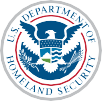 U.S. DEPARTMENT OF
HOMELAND SECURITY